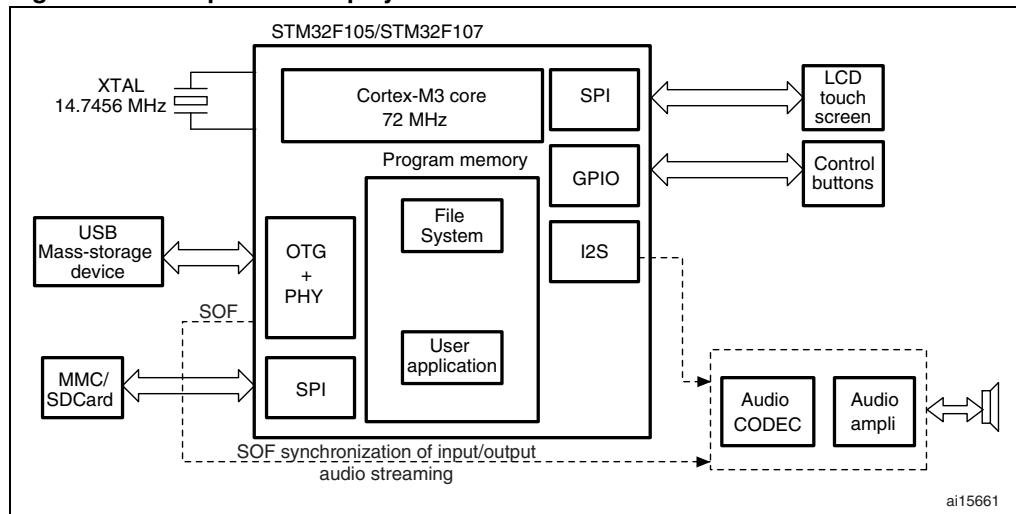 STM32F105/STM32F107
XTAL
14.7456 MHz
Cortex-M3 core
72 MHz
SPI
LCD
touch
screen
Program memory
GPIO
Control
buttons
File
System
USB
Mass-storage
device
OTG
+
PHY
I2S
SOF
User
application
MMC/
SDCard
SPI
Audio
CODEC
Audio
ampli
SOF synchronization of input/output
audio streaming
ai15661